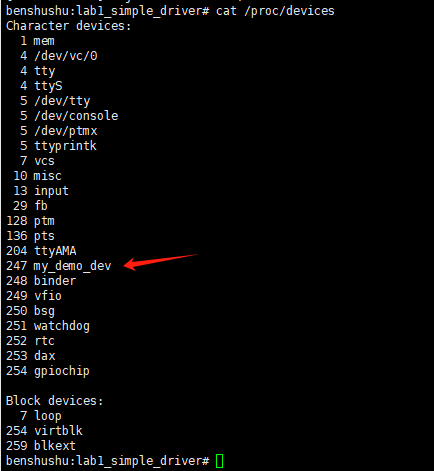 benshushu:lab1_simple_driver# cat /proc/devices
Character devices:
1 mem
4 /dev/vc/0
4 tty
4 ttyS
5 /dev/tty
5 /dev/console
5 /dev/ptmx
5 ttyprintk
7 vcs
10 misc
13 input
29 fb
128 ptm
136 pts
204 ttyAMA
247 my_demo_dev
248 binder
249 vfio
250 bsg
251 watchdog
252 rtc
253 dax
254 gpiochip

Block devices:
7 loop
254 virtblk
259 blkext
benshushu:lab1_simple_driver#